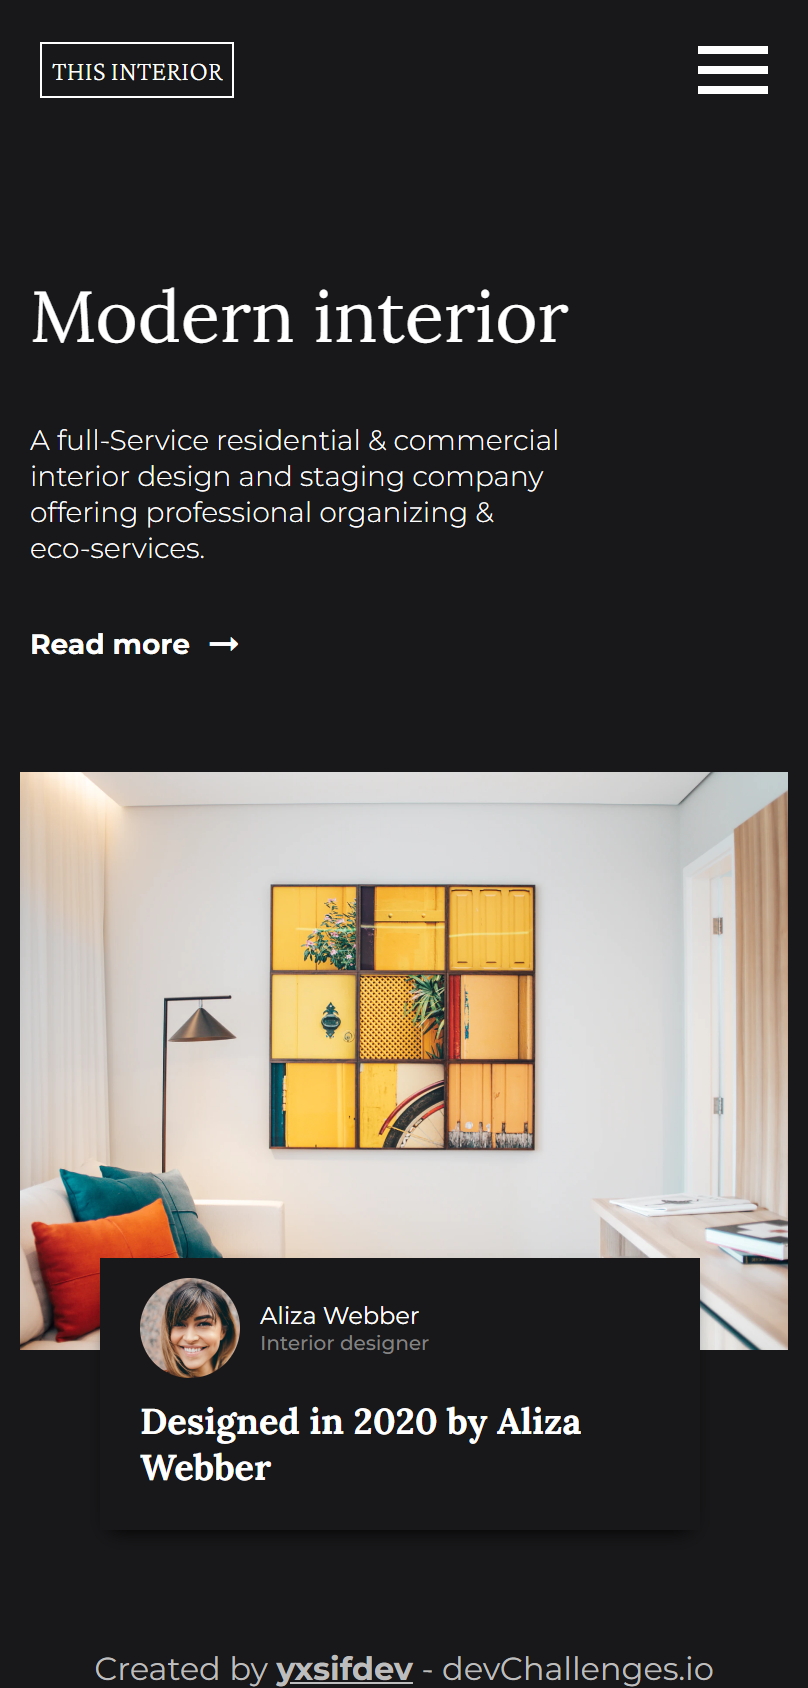 THIS INTERIOR
Modern interior
A full-Service residential & commercial
interior design and staging company
offering professional organizing &
eco-services.
Read more
Aliza Webber
Interior designer
Designed in 2020 by Aliza
Webber
Created by yxsifdev - devChallenges.io